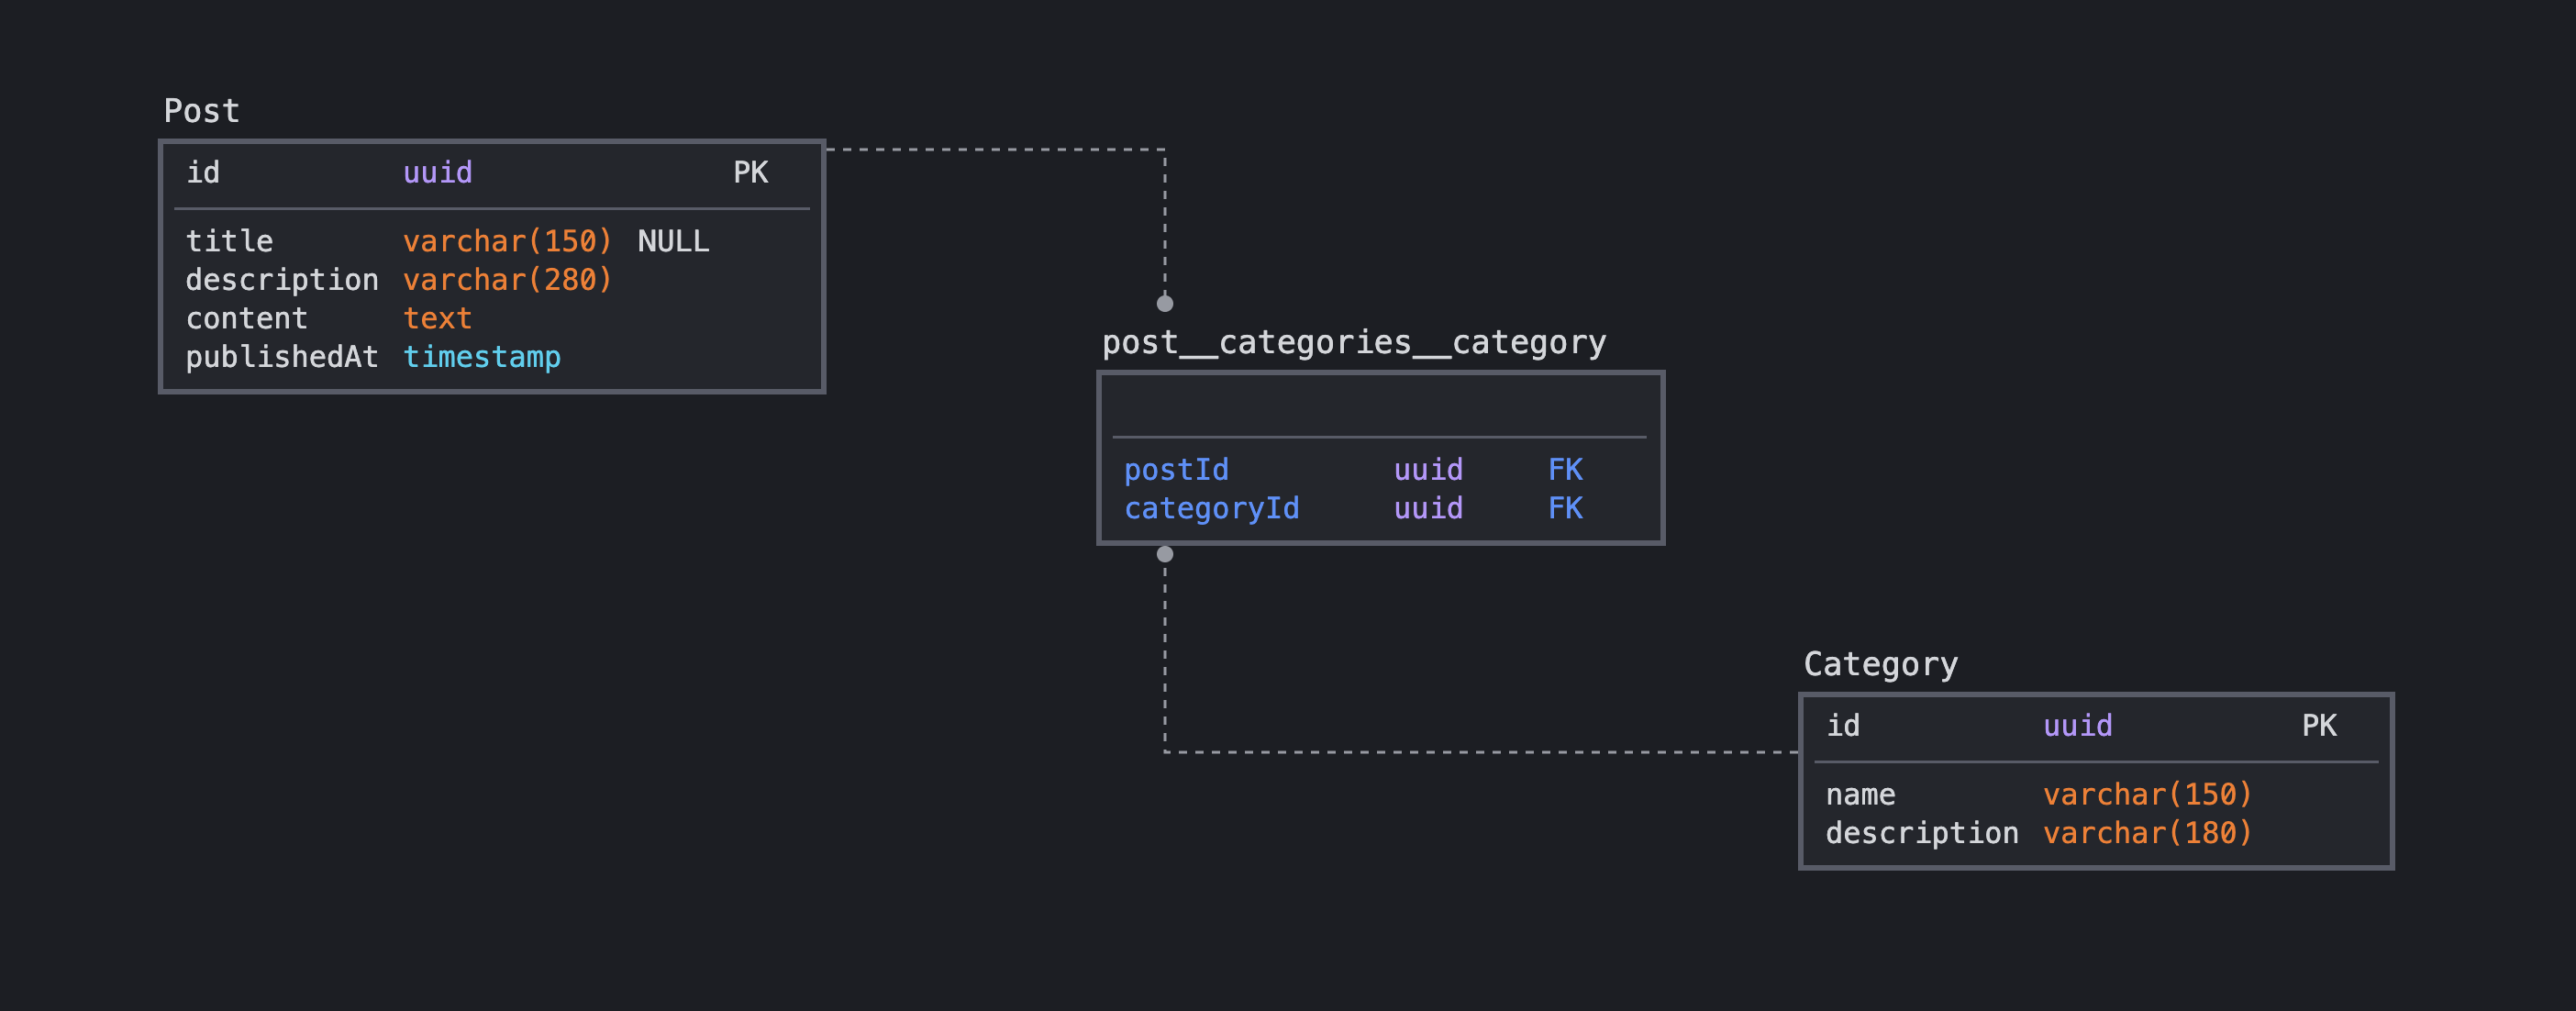 Post
id uuid PK
title varchar(150) NULL
description varchar(280)
content text
publishedAt timestamp
post__categories__category
postId uuid FK
categoryId uuid FK
Category
id uuid PK
name varchar(150)
description varchar(180)